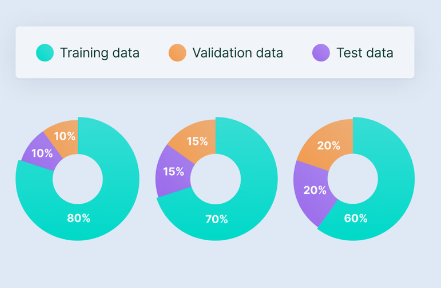 Training data Validation data Test data
10% 15% 20%
10% 15% 20%
80% 70% 60%